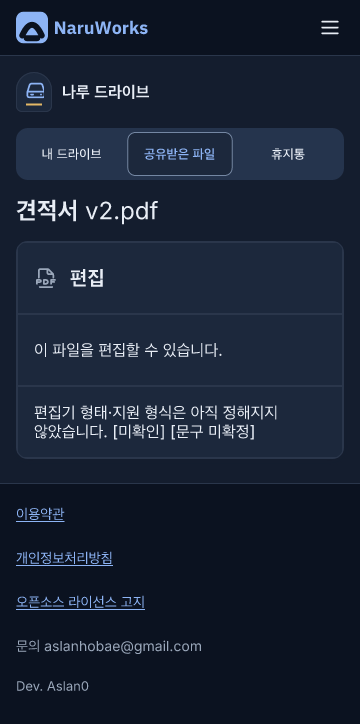 NaruWorks
나루 드라이브
내 드라이브
공유받은 파일
휴지통
견적서 v2.pdf
PDF
편집
이 파일을 편집할 수 있습니다.
편집기 형태·지원 형식은 아직 정해지지
않았습니다. [미확인] [문구 미확정]
이용약관
개인정보처리방침
오픈소스 라이선스 고지
문의 aslanhobae@gmail.com
Dev. Aslan0